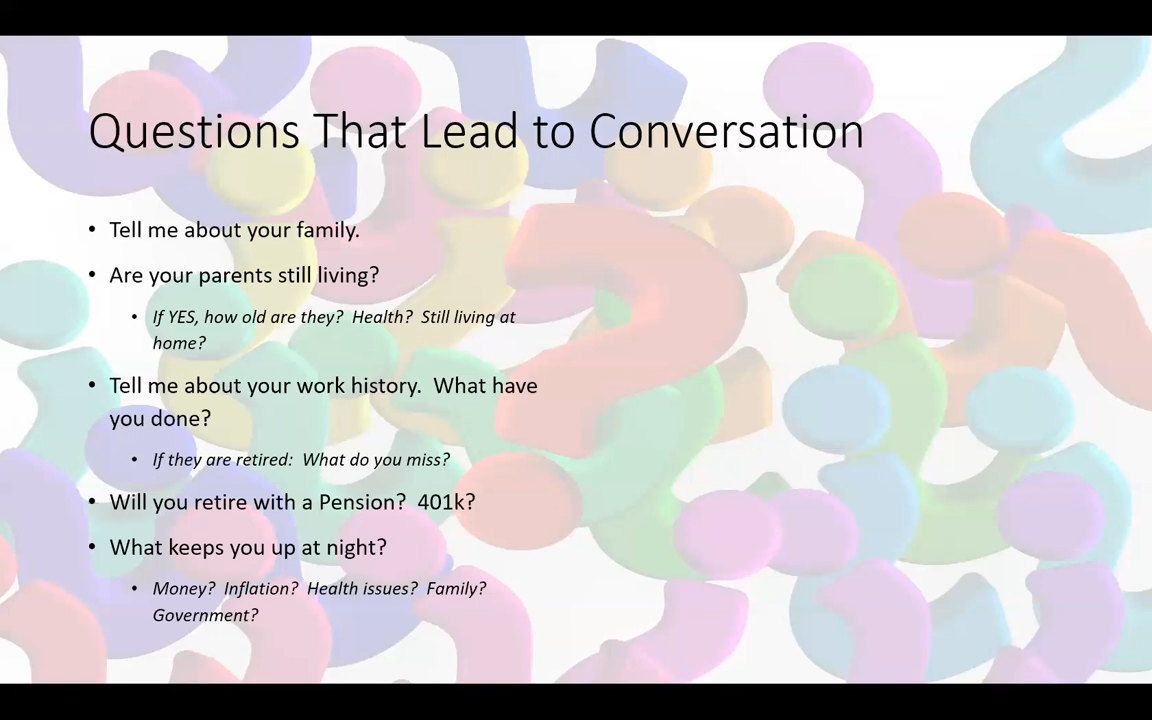 Questions That Lead to Conversation
• Tell me about your family.
• Are your parents still living?
• If YES, how old are they?  Health?  Still living at
home?
• Tell me about your work history.  What have
you done?
• If they are retired:  What do you miss?
• Will you retire with a Pension?  401k?
• What keeps you up at night?
• Money?  Inflation?  Health issues?  Family?
Government?